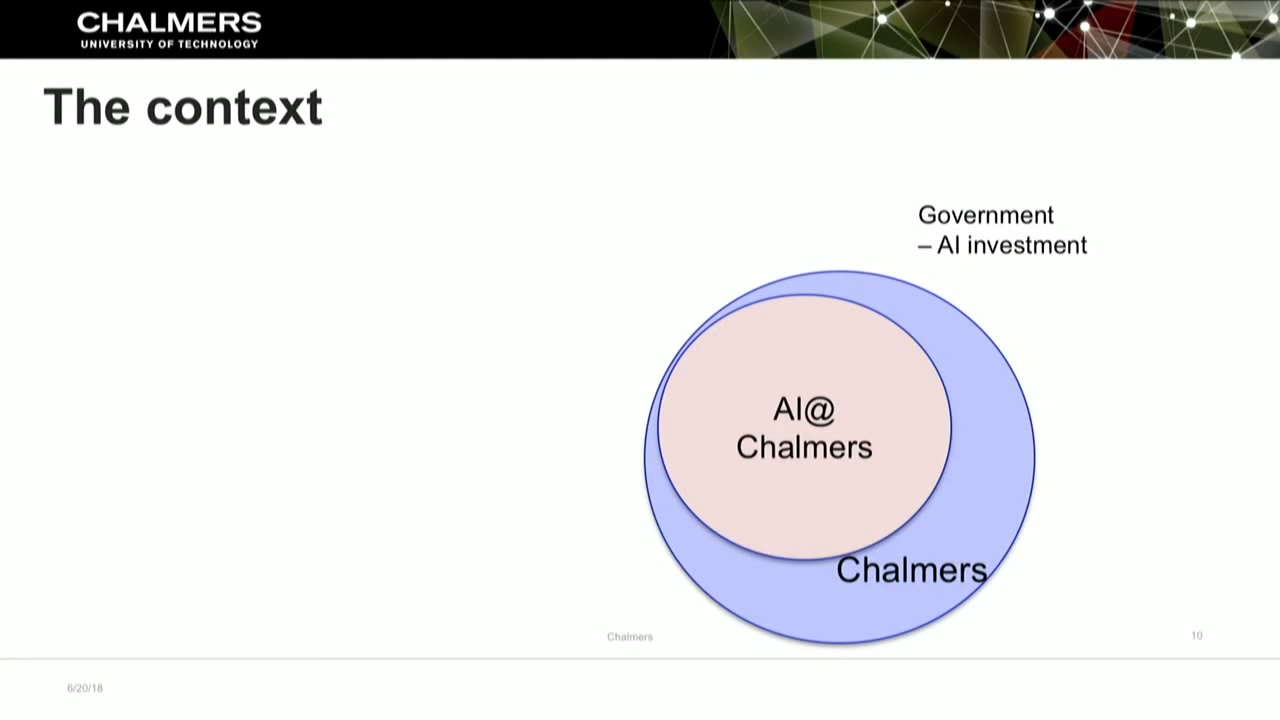 CHALMERS
UNIVERSITY OF TECHNOLOGY
The context
Government
– AI investment
AI@
Chalmers
Chalmers
Chalmers
10
6/20/18